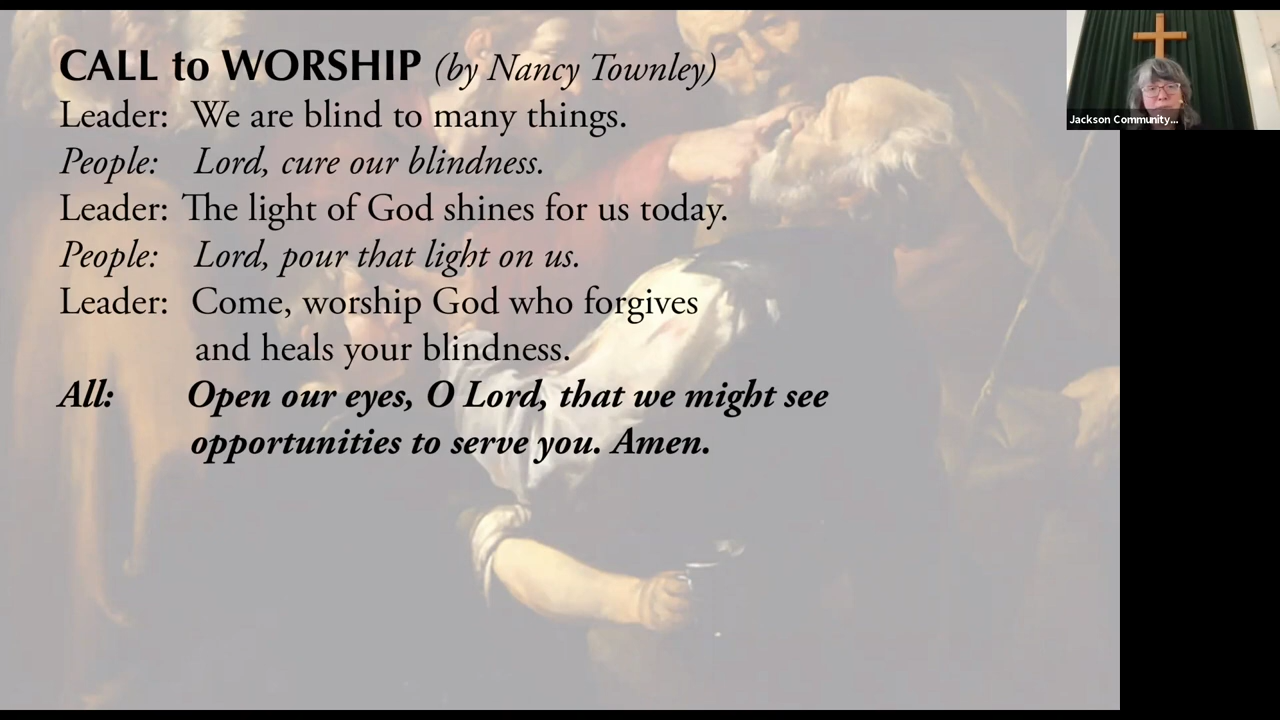 CALL to WORSHIP (by Nancy Townley)
Leader: We are blind to many things.
People: Lord, cure our blindness.
Leader: The light of God shines for us today.
People: Lord, pour that light on us.
Leader: Come, worship God who forgives
and heals your blindness.
All: Open our eyes, O Lord, that we might see
opportunities to serve you. Amen.
Jackson Community...